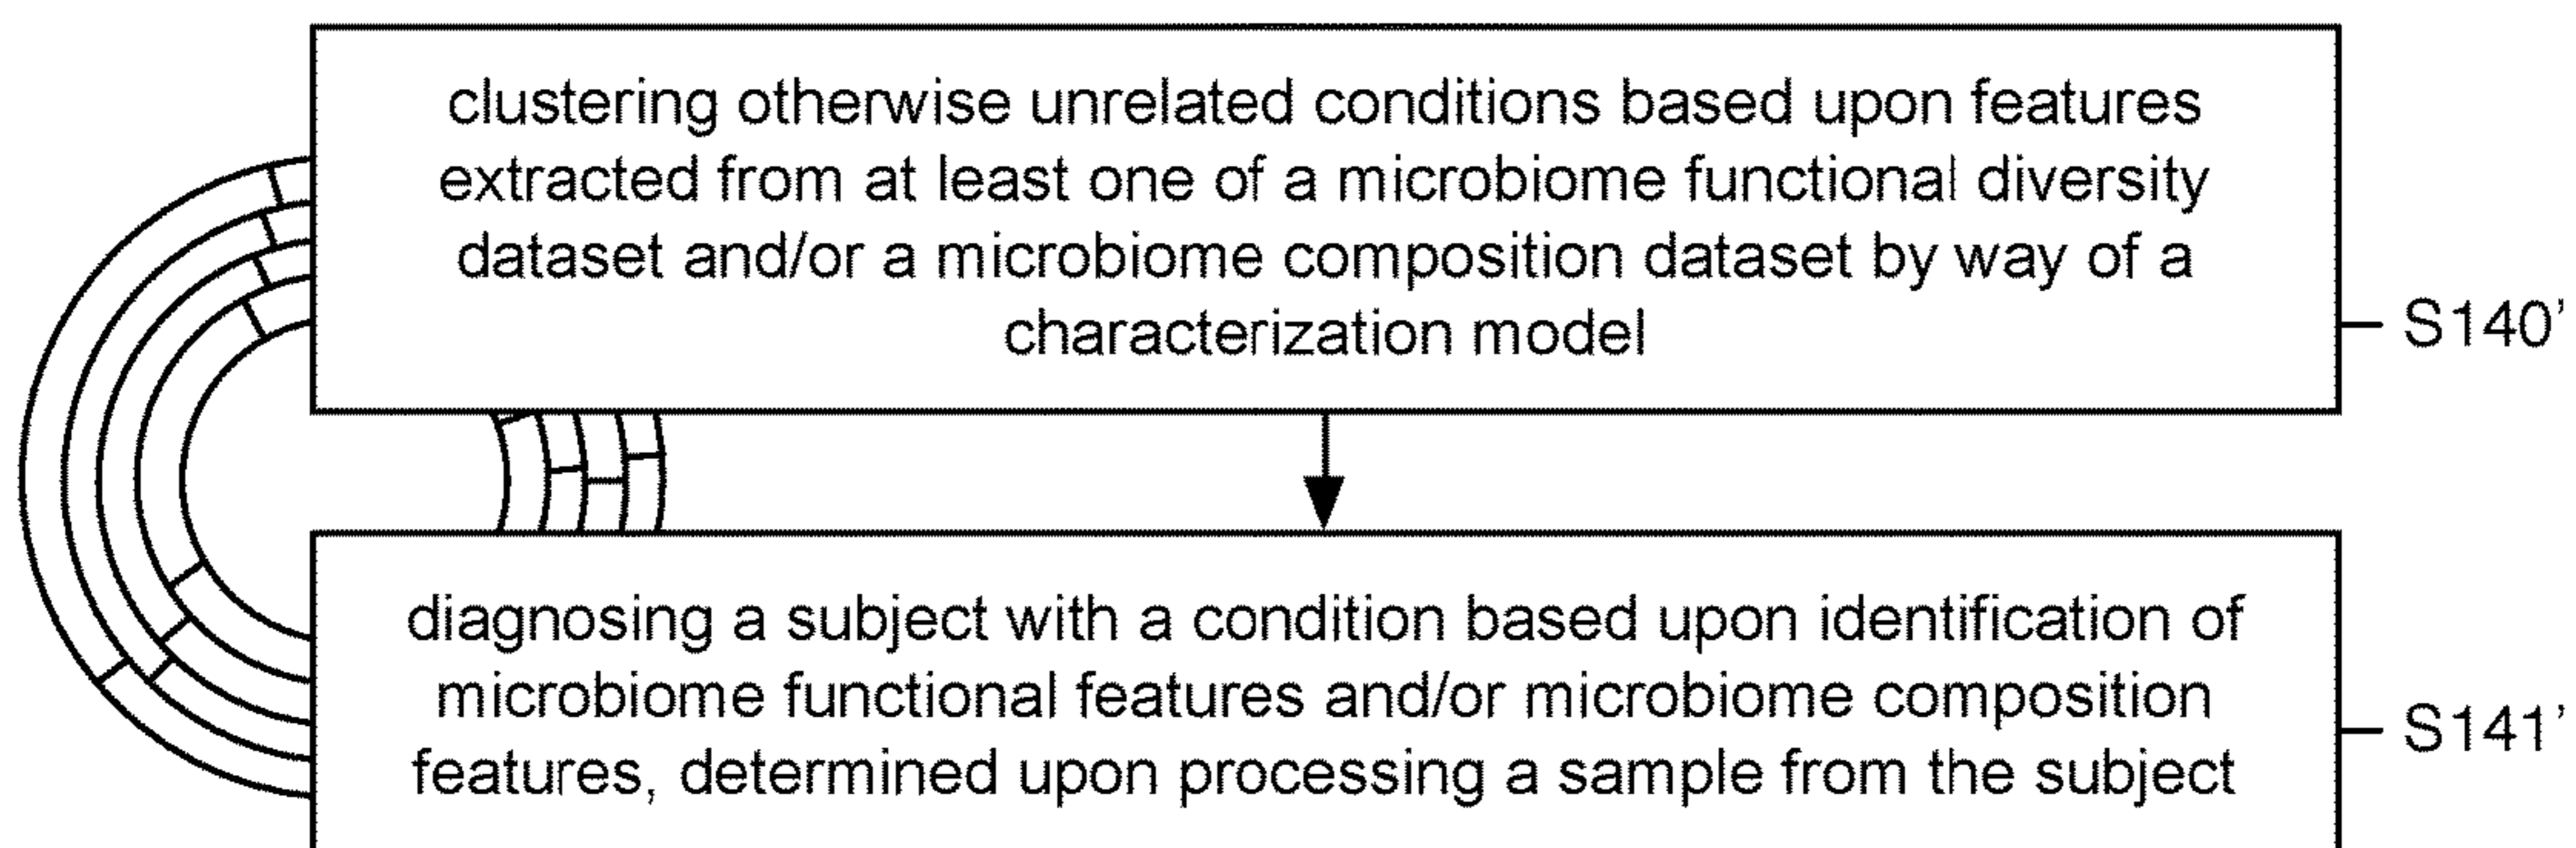 clustering otherwise unrelated conditions based upon features
extracted from at least one of a microbiome functional diversity
dataset and/or a microbiome composition dataset by way of a
characterization model
S140’
diagnosing a subject with a condition based upon identification of
microbiome functional features and/or microbiome composition
features, determined upon processing a sample from the subject
S141’